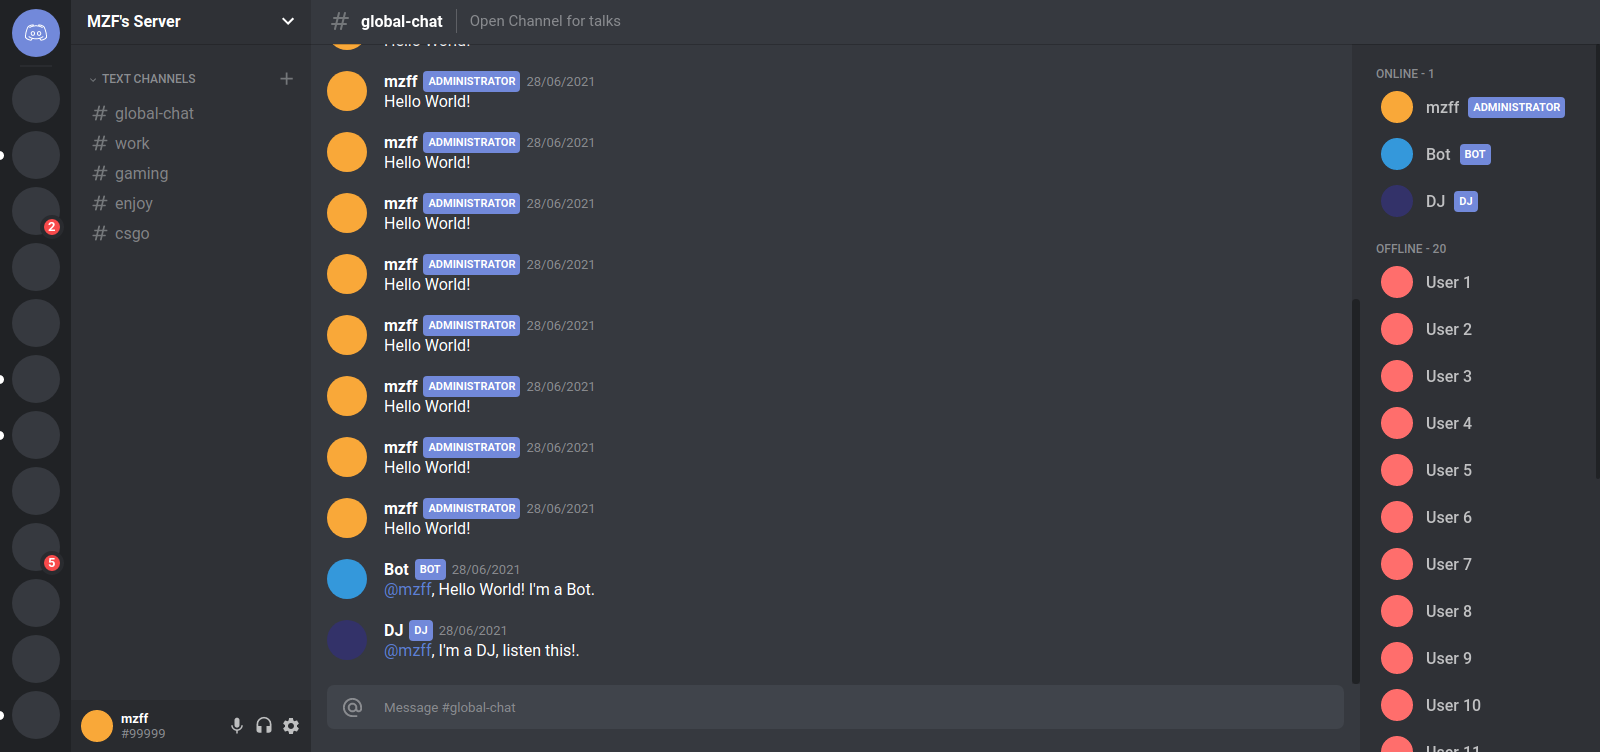 MZF's Server
TEXT CHANNELS
global-chat
work
gaming
enjoy
csgo
2
5
mzff
#99999
# global-chat Open Channel for talks
Hello World!
mzff ADMINISTRATOR 28/06/2021
Hello World!
mzff ADMINISTRATOR 28/06/2021
Hello World!
mzff ADMINISTRATOR 28/06/2021
Hello World!
mzff ADMINISTRATOR 28/06/2021
Hello World!
mzff ADMINISTRATOR 28/06/2021
Hello World!
mzff ADMINISTRATOR 28/06/2021
Hello World!
mzff ADMINISTRATOR 28/06/2021
Hello World!
mzff ADMINISTRATOR 28/06/2021
Hello World!
Bot BOT 28/06/2021
@mzff, Hello World! I'm a Bot.
DJ DJ 28/06/2021
@mzff, I'm a DJ, listen this!.
@ Message #global-chat
ONLINE - 1
mzff ADMINISTRATOR
Bot BOT
DJ DJ
OFFLINE - 20
User 1
User 2
User 3
User 4
User 5
User 6
User 7
User 8
User 9
User 10
User 11